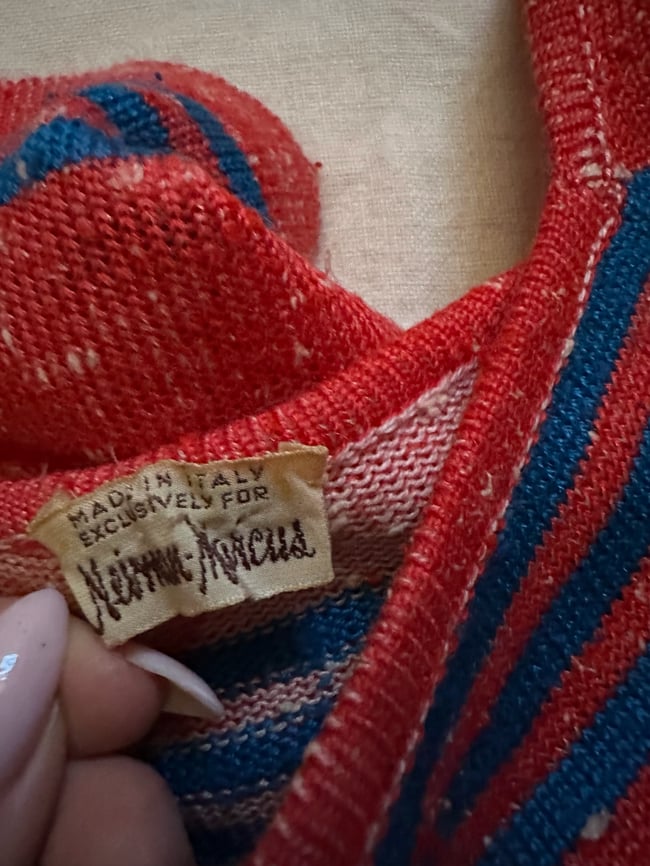 MADE IN ITALY
EXCLUSIVELY FOR
Neiman-Marcus